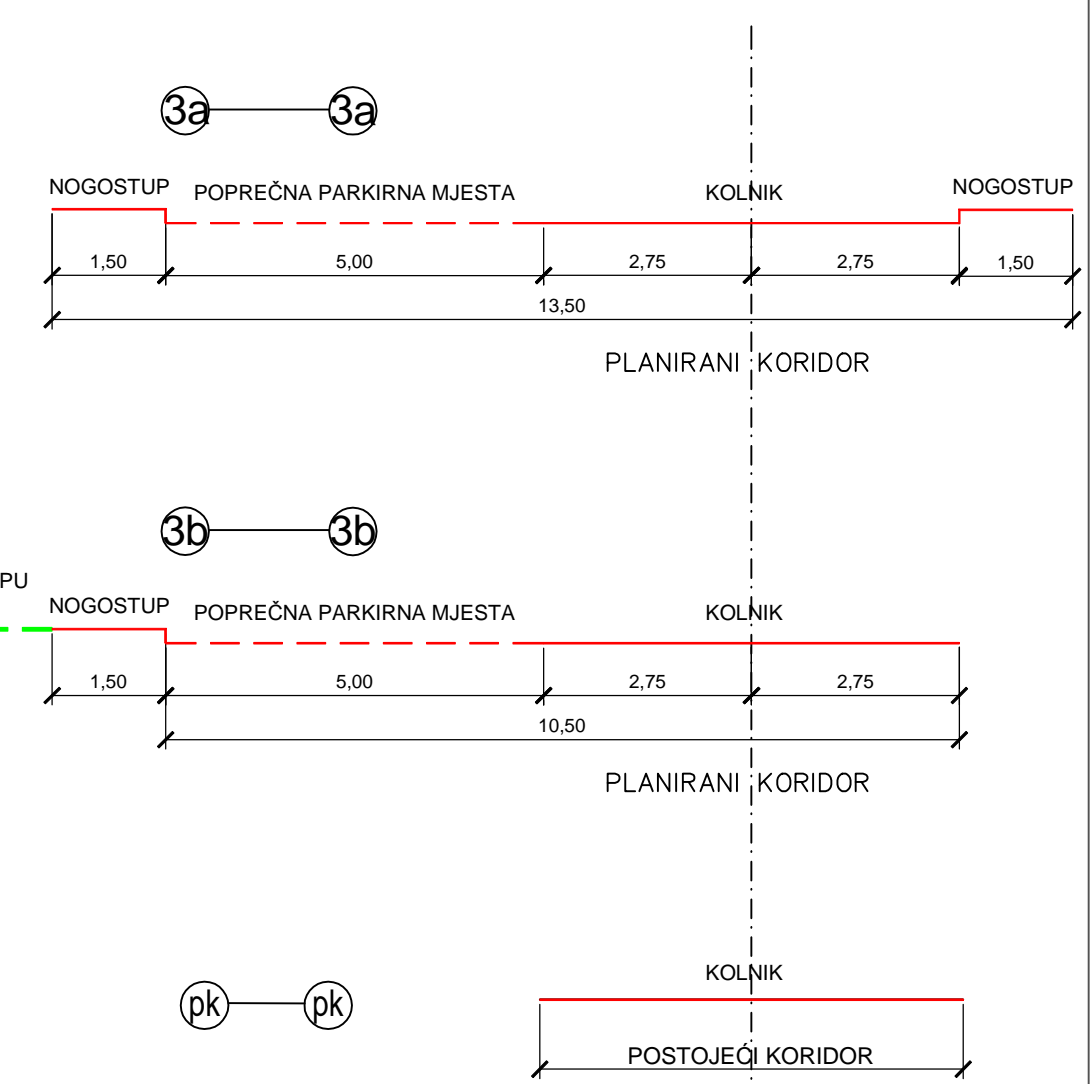 3a 3a
NOGOSTUP POPREČNA PARKIRNA MJESTA KOLNIK NOGOSTUP
1,50 5,00 2,75 2,75 1,50
13,50
PLANIRANI KORIDOR
3b 3b
PU
NOGOSTUP POPREČNA PARKIRNA MJESTA KOLNIK
1,50 5,00 2,75 2,75
10,50
PLANIRANI KORIDOR
KOLNIK
pk pk
POSTOJEĆI KORIDOR